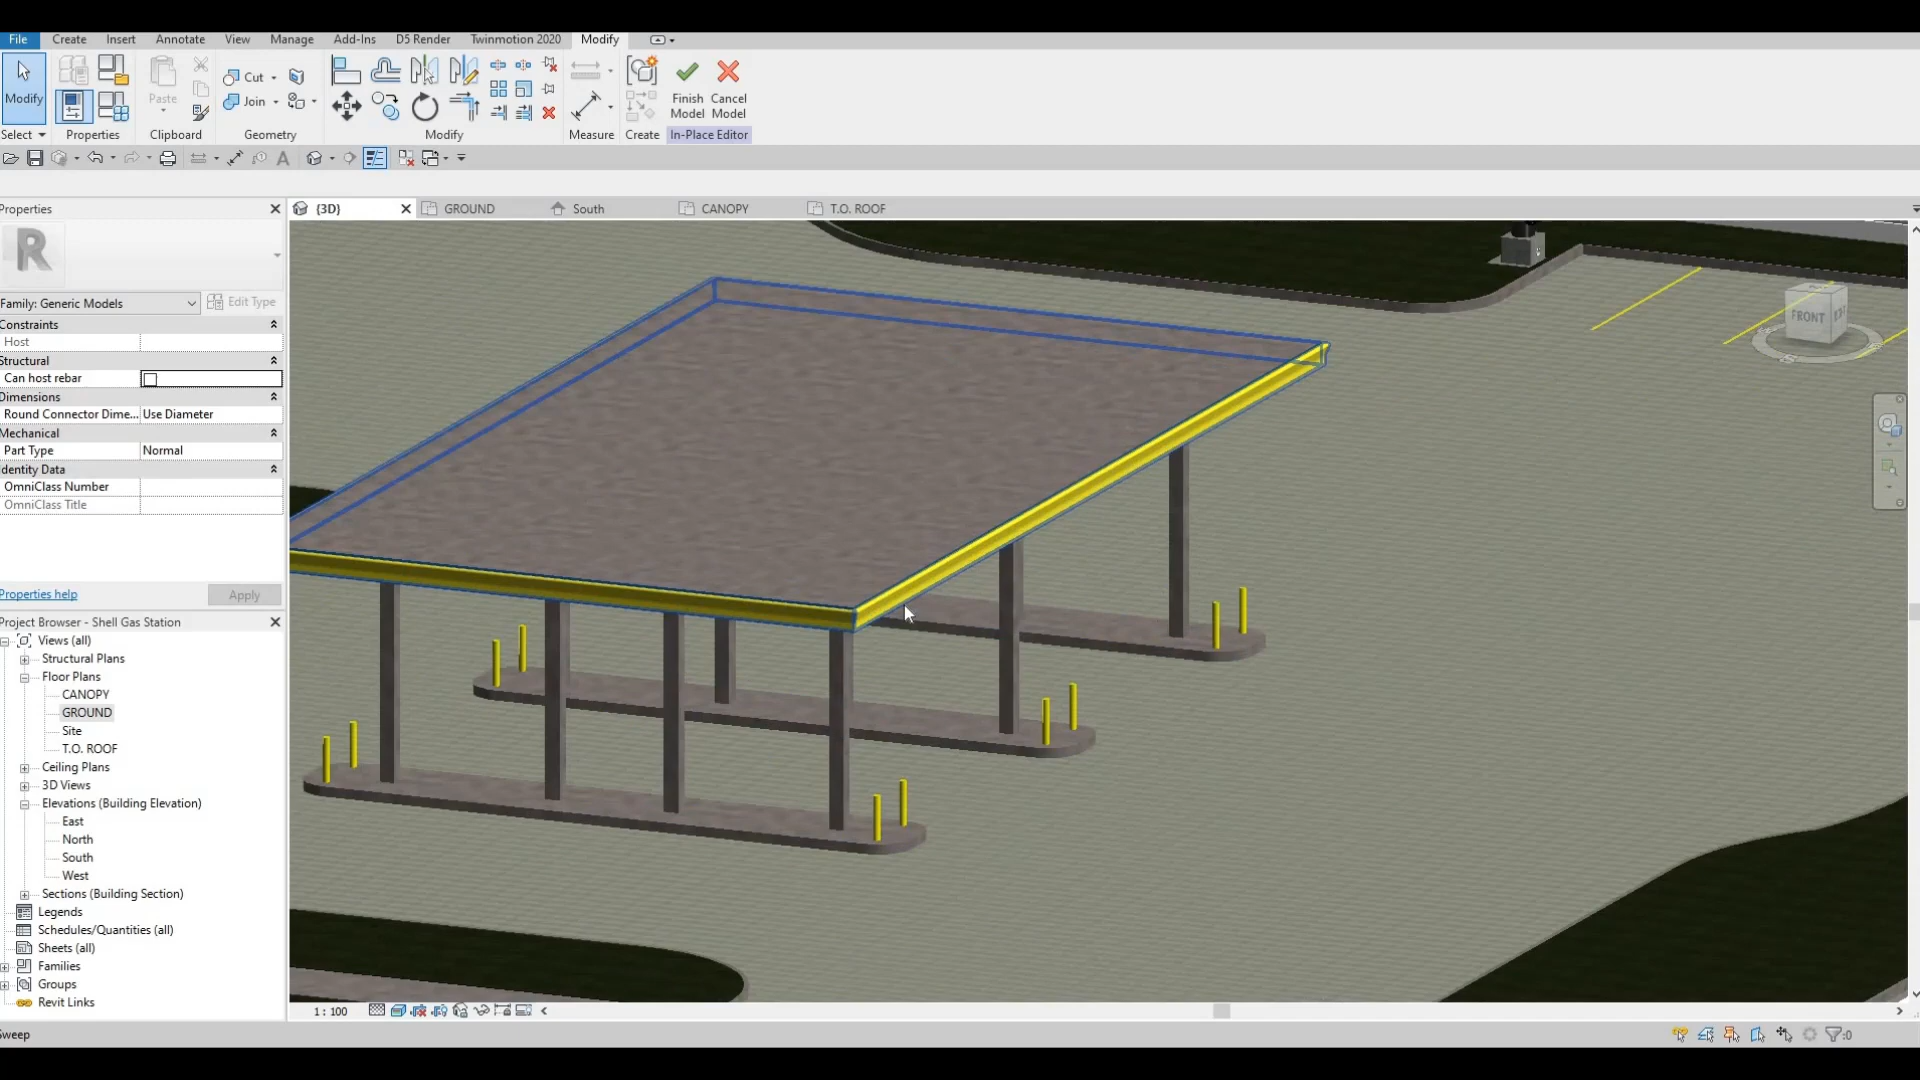 File Create Insert Annotate View Manage Add-Ins D5 Render Twinmotion 2020 Modify
Modify
Paste
Cut
Join
Finish Model
Cancel Model
Select Properties Clipboard Geometry Modify Measure Create In-Place Editor
Properties
{3D} GROUND South CANOPY T.O. ROOF
R
Family: Generic Models Edit Type
Constraints
Host
Structural
Can host rebar
Dimensions
Round Connector Dime... Use Diameter
Mechanical
Part Type Normal
Identity Data
OmniClass Number
OmniClass Title
Properties help Apply
Project Browser - Shell Gas Station
Views (all)
Structural Plans
Floor Plans
CANOPY
GROUND
Site
T.O. ROOF
Ceiling Plans
3D Views
Elevations (Building Elevation)
East
North
South
West
Sections (Building Section)
Legends
Schedules/Quantities (all)
Sheets (all)
Families
Groups
Revit Links
FRONT
1 : 100
Sweep
:0